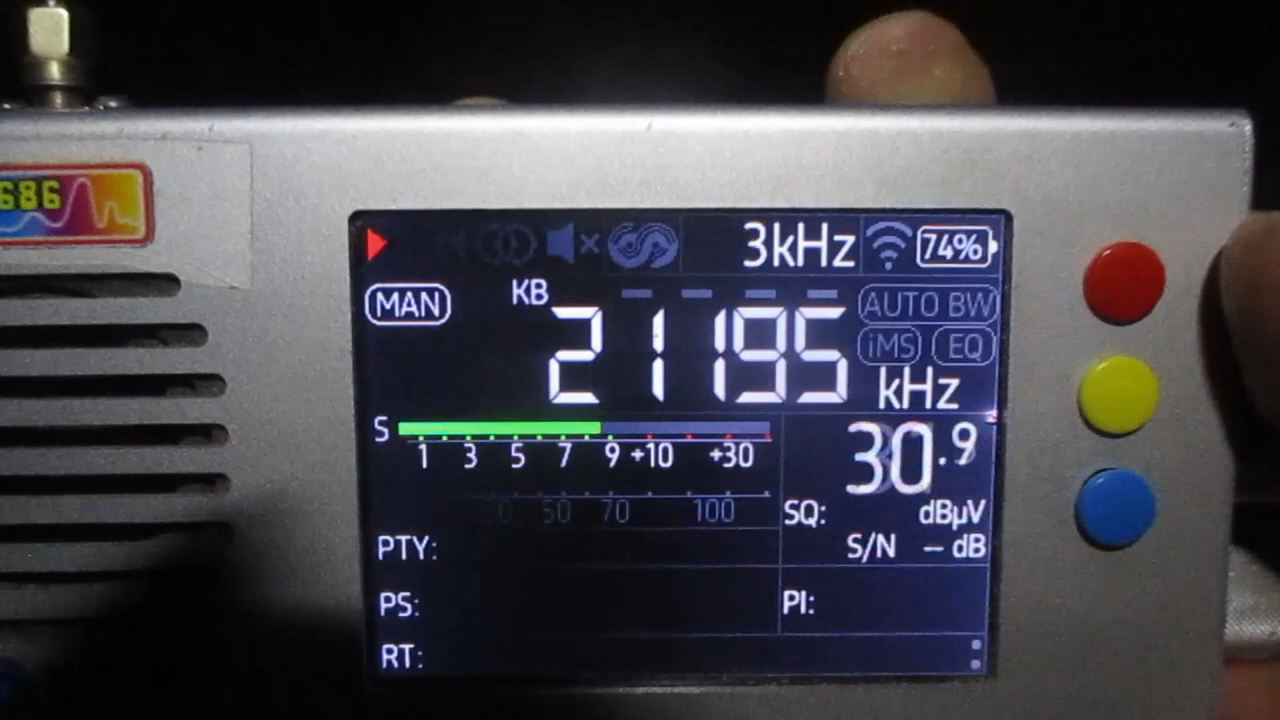 686
3kHz 74%
MAN KB 21195 kHz AUTO BW
iMS EQ
S 1 3 5 7 9 +10 +30
30.9
50 70 100
SQ: dBµV
S/N – dB
PTY:
PS: PI:
RT: